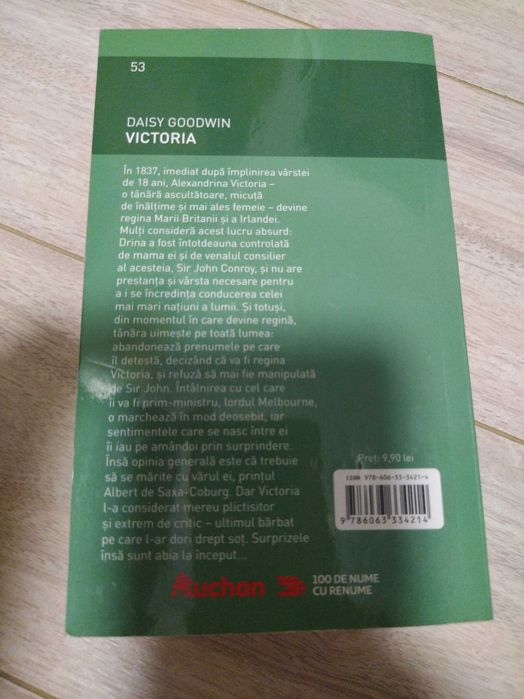 53
DAISY GOODWIN
VICTORIA
În 1837, imediat după împlinirea vârstei
de 18 ani, Alexandrina Victoria –
o tânără ascultătoare, micuță
de înălțime și mai ales femeie – devine
regina Marii Britanii și a Irlandei.
Mulți consideră acest lucru absurd:
Drina a fost întotdeauna controlată
de mama ei și de venalul consilier
al acesteia, Sir John Conroy, și nu are
prestanța și vârsta necesare pentru
a i se încredința conducerea celei
mai mari națiuni a lumii. Și totuși,
din momentul în care devine regină,
tânăra uimește pe toată lumea:
abandonează prenumele pe care
îl detestă, decizând că va fi regina
Victoria, și refuză să mai fie manipulată
de Sir John. Întâlnirea cu cel care
îi va fi prim-ministru, lordul Melbourne,
o marchează în mod deosebit, iar
sentimentele care se nasc între ei
îi iau pe amândoi prin surprindere.
Însă opinia generală este că trebuie
să se mărite cu vărul ei, prințul
Albert de Saxa-Coburg. Dar Victoria
l-a considerat mereu plictisitor
și extrem de critic – ultimul bărbat
pe care l-ar dori drept soț. Surprizele
însă sunt abia la început...
Preț: 9,90 lei
ISBN 978-606-33-3421-4
9 786063 334214
Auchan
100 DE NUME
CU RENUME